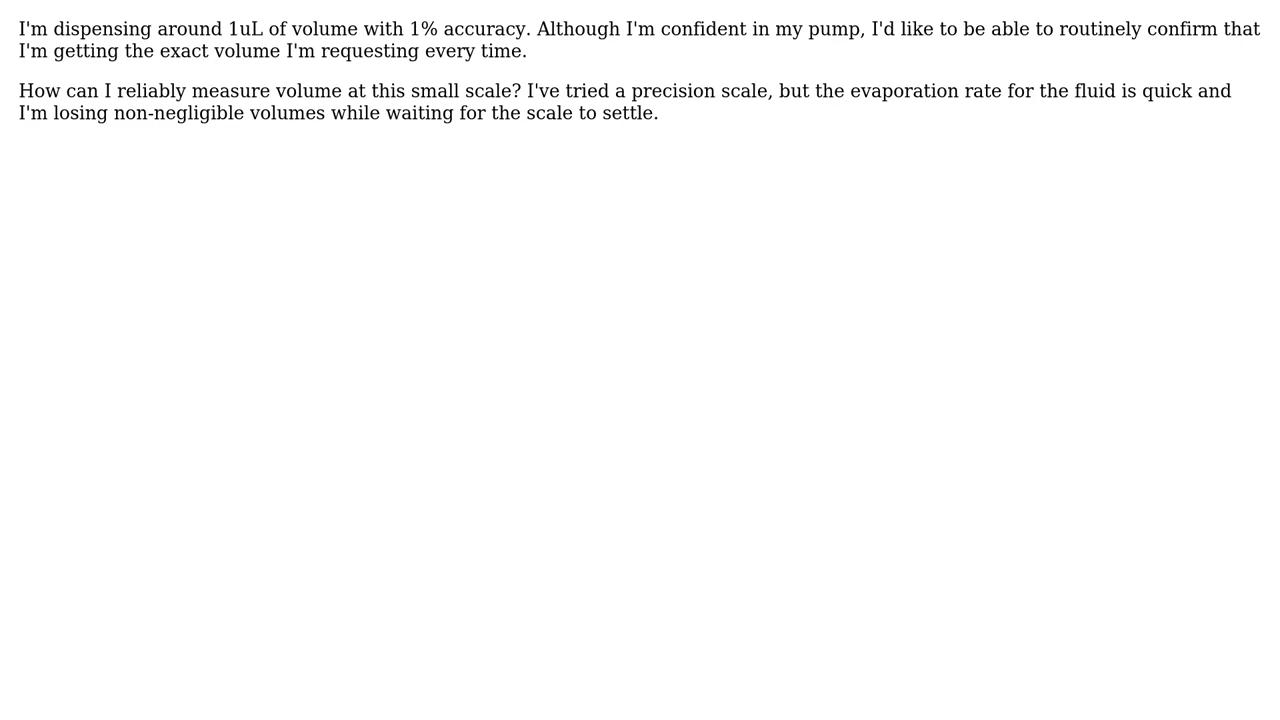 I'm dispensing around 1uL of volume with 1% accuracy. Although I'm confident in my pump, I'd like to be able to routinely confirm that
I'm getting the exact volume I'm requesting every time.
How can I reliably measure volume at this small scale? I've tried a precision scale, but the evaporation rate for the fluid is quick and
I'm losing non-negligible volumes while waiting for the scale to settle.